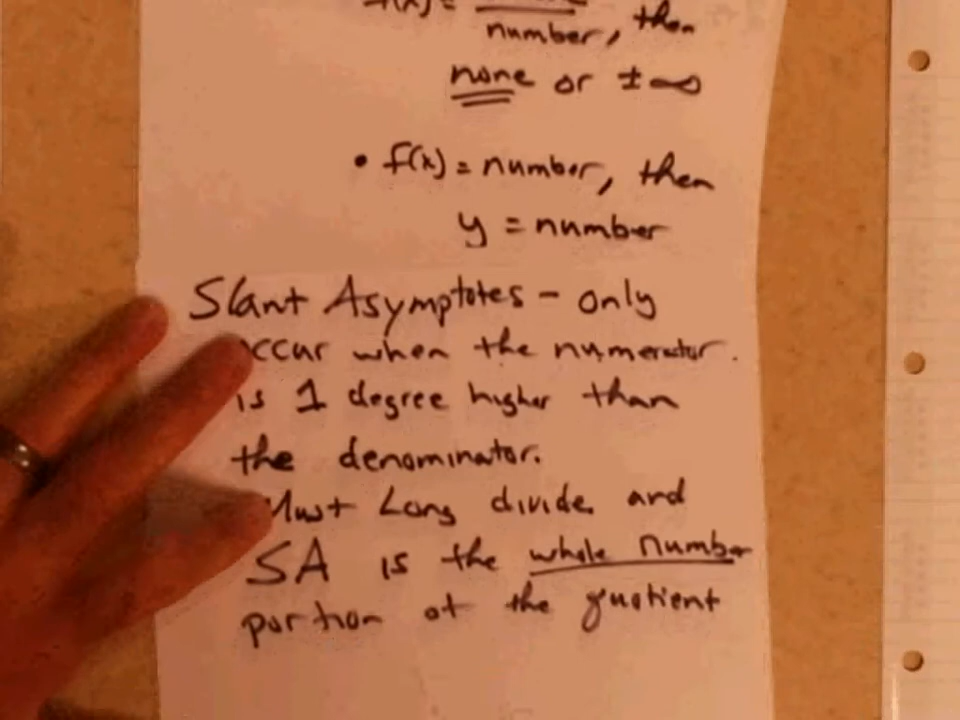 f(x) =
number, then
none or ±∞
• f(x) = number, then
y = number
Slant Asymptotes - only
occur when the numerator
is 1 degree higher than
the denominator.
Must Long divide and
SA is the whole number
portion of the quotient